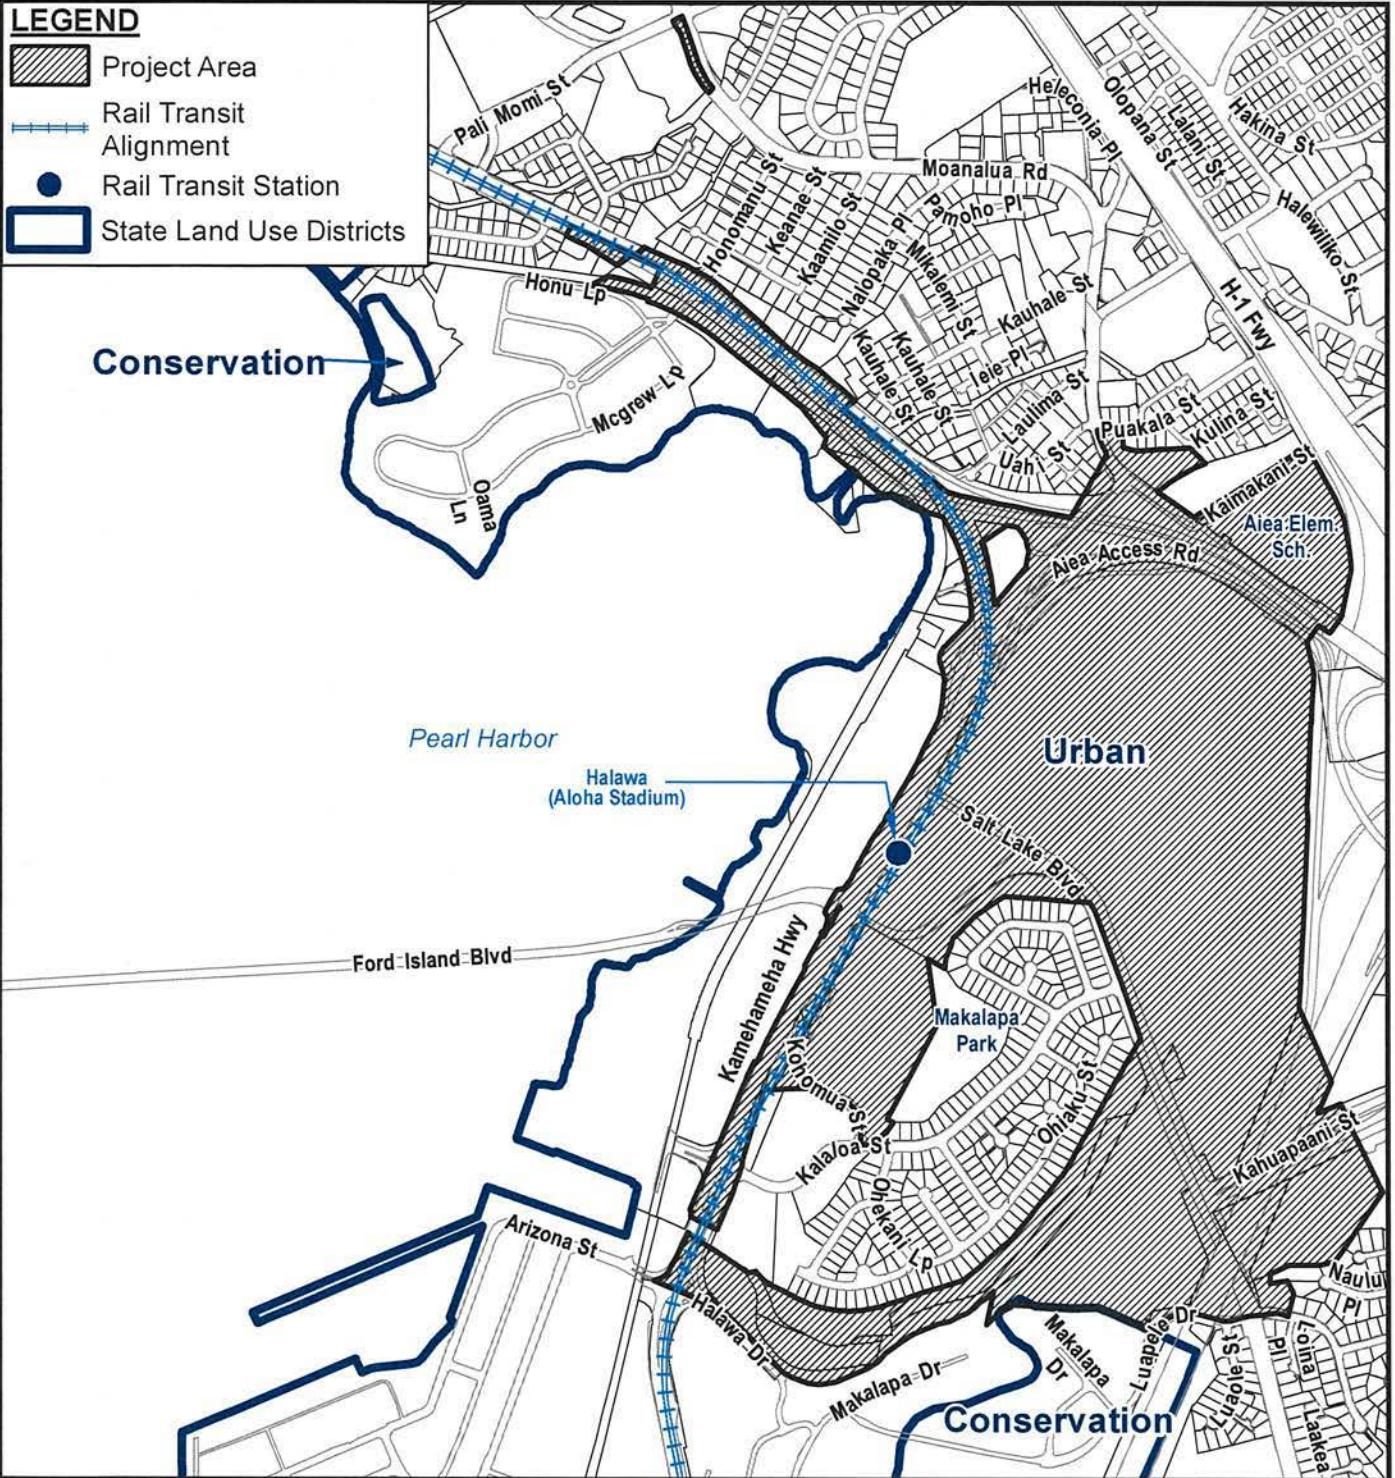 LEGEND
Project Area
Rail Transit
Alignment
Rail Transit Station
State Land Use Districts
Pali Momi St
Heleconia Pl
Olopana St
Lalani St
Hakina St
Moanalua Rd
Honomanu St
Keanae St
Kaamilo St
Nalopaka Pl
Pamoho Pl
Mikalemi St
Halewiliko St
Honu Lp
Kauhale St
H-1 Fwy
Conservation
Kauhale St
Kauhale St
Ieie Pl
Mcgrew Lp
Laulima St
Puakala St
Kulina St
Uahi St
Kaimakani St
Oama
Ln
Aiea Elem.
Sch.
Aiea Access Rd
Pearl Harbor
Urban
Halawa
(Aloha Stadium)
Salt Lake Blvd
Ford Island Blvd
Kamehameha Hwy
Makalapa
Park
Kohomua St
Ohiaku St
Kalaloa St
Kahuapaani St
Ohekani Lp
Arizona St
Naulu
Pl
Halawa Dr
Makalapa
Dr
Luapele Dr
Makalapa Dr
Luaole St
Pl
Loina
Laakea
Conservation